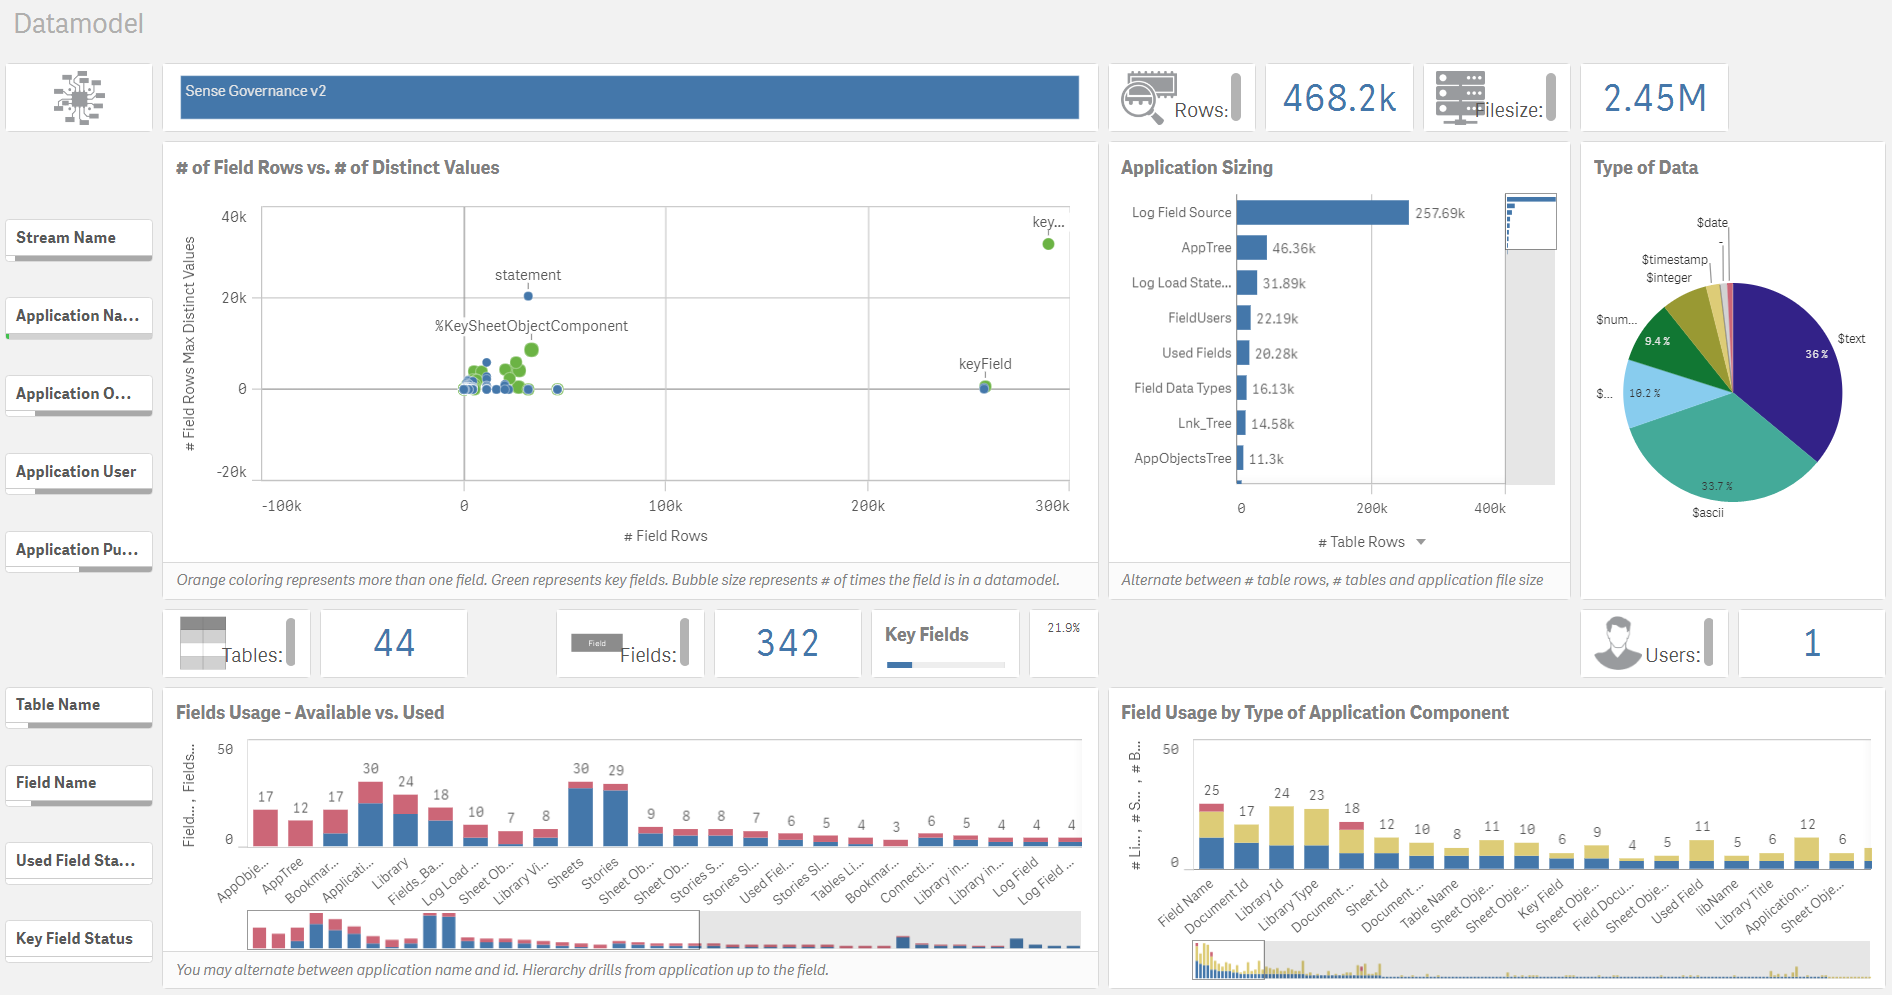 Datamodel
Sense Governance v2
Rows:
468.2k
Filesize:
2.45M
Stream Name
Application Na...
Application O...
Application User
Application Pu...
# of Field Rows vs. # of Distinct Values
# Field Rows Max Distinct Values
40k
20k
0
-20k
key...
statement
%KeySheetObjectComponent
keyField
-100k
0
100k
200k
300k
# Field Rows
Orange coloring represents more than one field. Green represents key fields. Bubble size represents # of times the field is in a datamodel.
Application Sizing
Log Field Source
257.69k
AppTree
46.36k
Log Load State...
31.89k
FieldUsers
22.19k
Used Fields
20.28k
Field Data Types
16.13k
Lnk_Tree
14.58k
AppObjectsTree
11.3k
0
200k
400k
# Table Rows
Alternate between # table rows, # tables and application file size
Type of Data
$date
-
$timestamp
$integer
$num...
9.4 %
36 %
$text
$...
10.2 %
33.7 %
$ascii
Tables:
44
Field
Fields:
342
Key Fields
21.9%
Users:
1
Table Name
Field Name
Used Field Sta...
Key Field Status
Fields Usage - Available vs. Used
Field..., Fields...
50
0
17
12
17
30
24
18
10
7
8
30
29
9
8
8
7
6
5
4
3
6
5
4
4
4
AppObje...
AppTree
Bookmar...
Applicati...
Library
Fields_Ba...
Log Load ...
Sheet Ob...
Library Vi...
Sheets
Stories
Sheet Ob...
Sheet Ob...
Stories S...
Stories Sl...
Used Fiel...
Stories Sl...
Tables Li...
Bookmar...
Connecti...
Library in...
Library in...
Log Field
Log Field ...
You may alternate between application name and id. Hierarchy drills from application up to the field.
Field Usage by Type of Application Component
# Li..., # S... , # B...
50
0
25
17
24
23
18
12
10
8
11
10
6
9
4
5
11
5
6
12
6
Field Name
Document Id
Library Id
Library Type
Document ...
Sheet Id
Document ...
Table Name
Sheet Obje...
Sheet Obje...
Key Field
Sheet Obje...
Field Docu...
Sheet Obje...
Used Field
libName
Library Title
Application...
Sheet Obje...